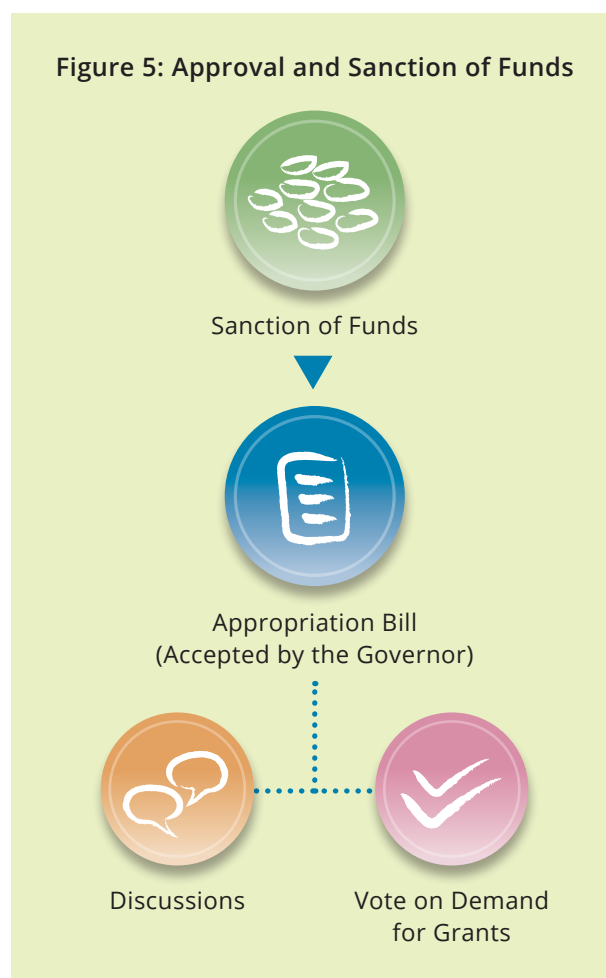 Figure 5: Approval and Sanction of Funds
Sanction of Funds
Appropriation Bill
(Accepted by the Governor)
Discussions
Vote on Demand
for Grants